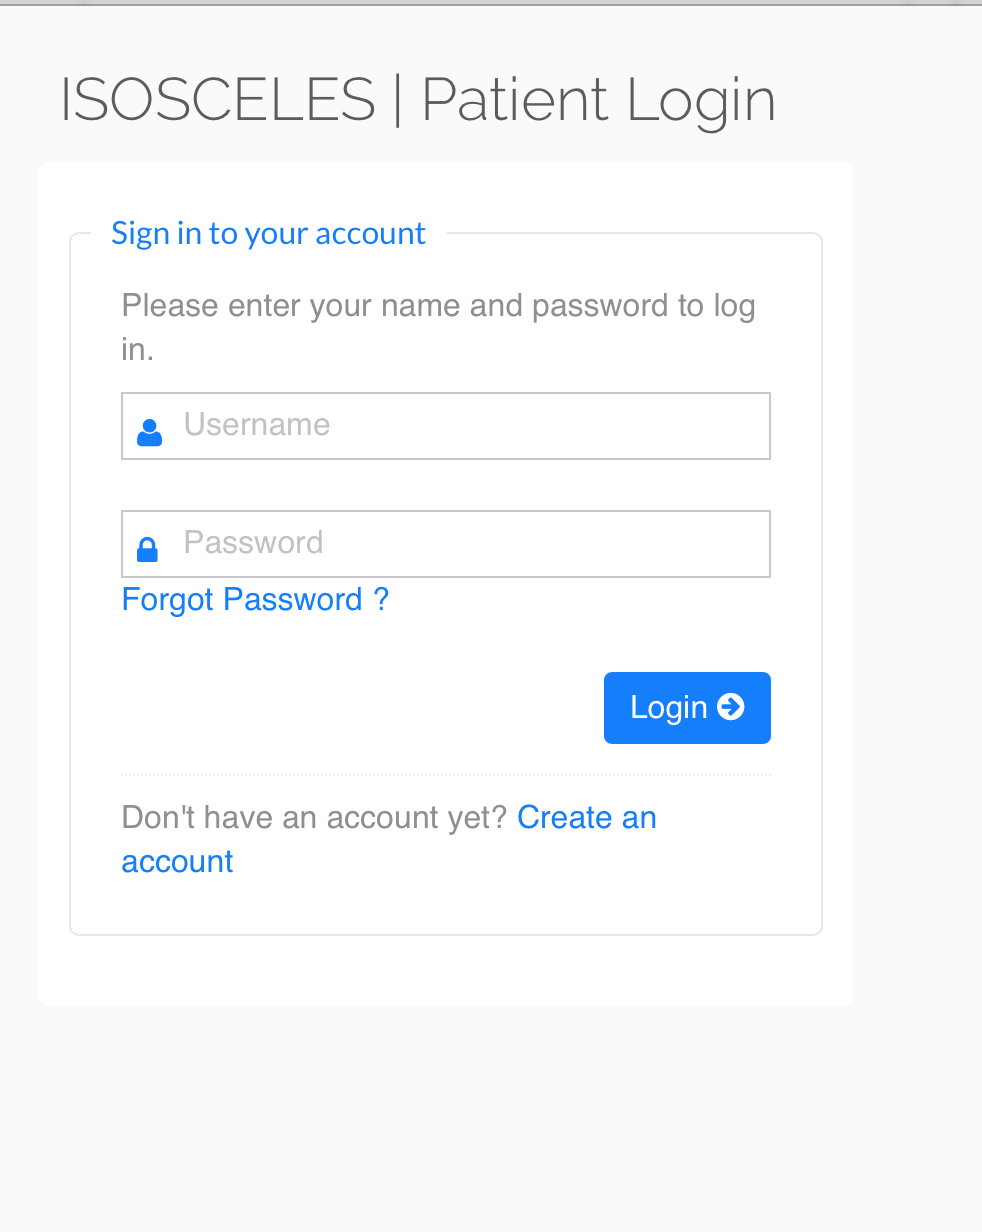 ISOSCELES | Patient Login
Sign in to your account
Please enter your name and password to log
in.
Username
Password
Forgot Password ?
Login
Don't have an account yet? Create an
account